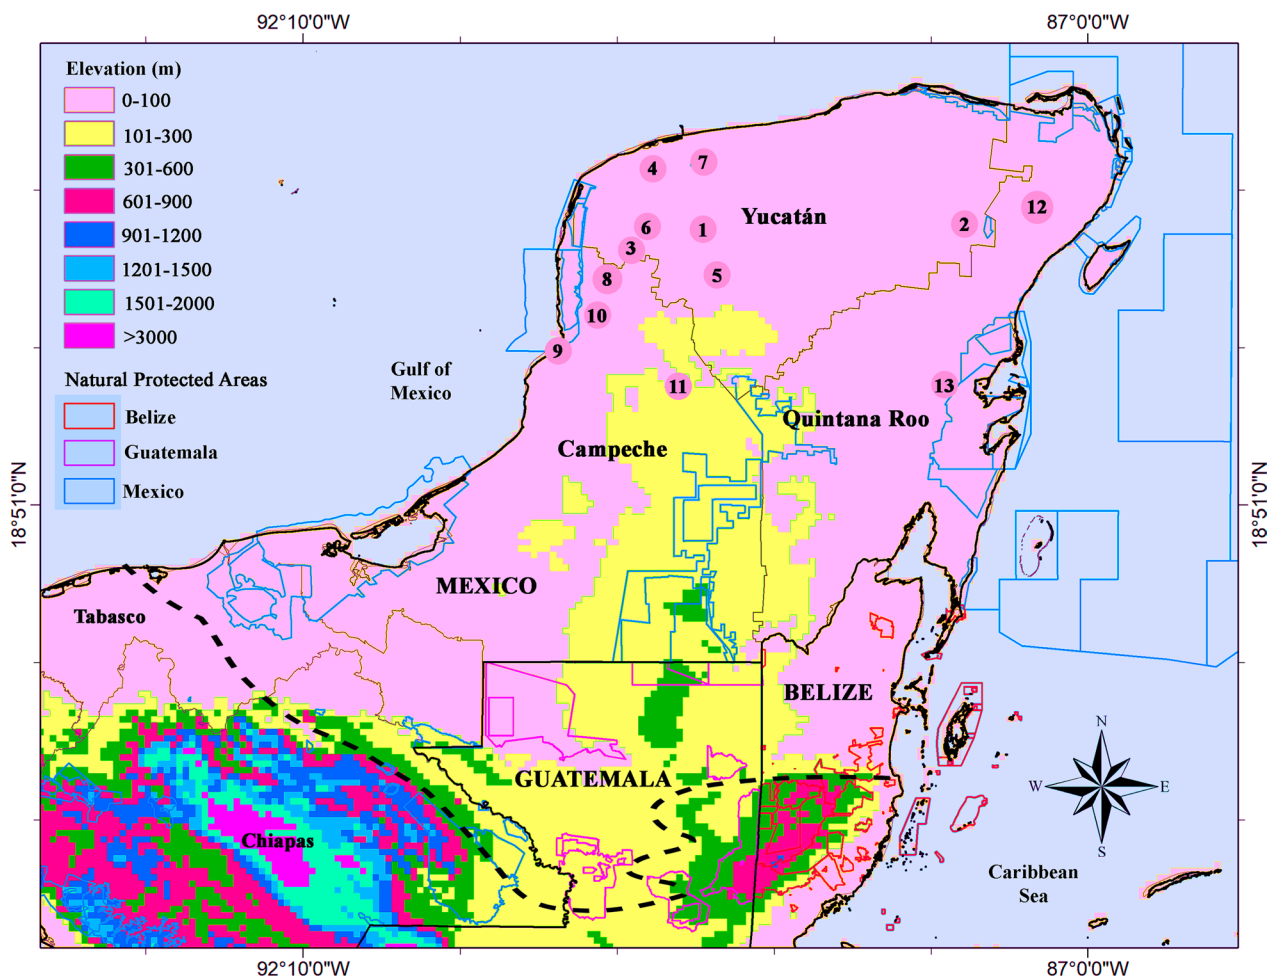 92°10'0"W
87°0'0"W
Elevation (m)
0-100
101-300
301-600
601-900
901-1200
1201-1500
1501-2000
>3000
Natural Protected Areas
Belize
Guatemala
Mexico
4
7
Yucatán
12
2
6
1
3
8
5
10
9
11
13
Gulf of
Mexico
Quintana Roo
Campeche
18°51'0"N
18°51'0"N
MEXICO
Tabasco
BELIZE
GUATEMALA
Chiapas
N
W
E
S
Caribbean
Sea
92°10'0"W
87°0'0"W